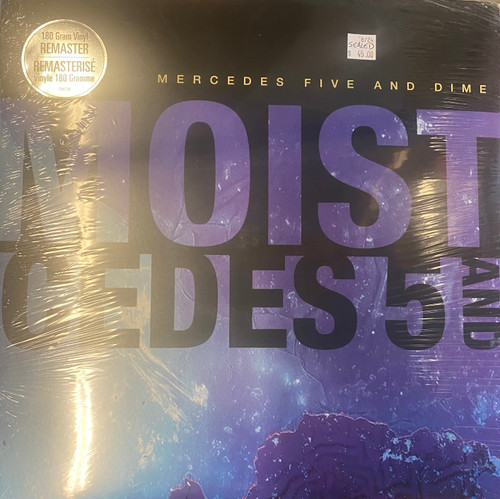 180 Gram Vinyl
REMASTER
REMASTERISÉ
Vinyle 180 Gramme
SEALED
$ 45.00
MERCEDES FIVE AND DIME
MOIST
CEDES 5
AND